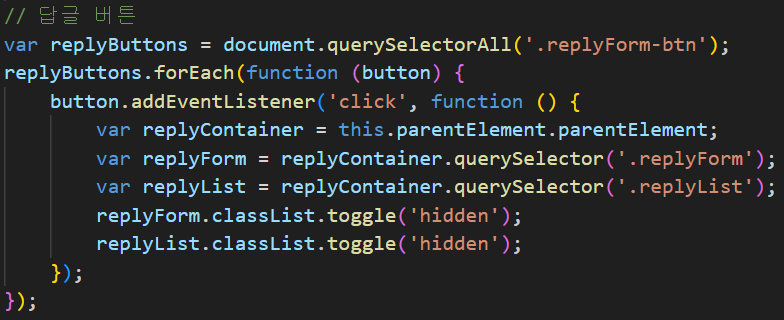 // 답글 버튼
var replyButtons = document.querySelectorAll('.replyForm-btn');
replyButtons.forEach(function (button) {
    button.addEventListener('click', function () {
        var replyContainer = this.parentElement.parentElement;
        var replyForm = replyContainer.querySelector('.replyForm');
        var replyList = replyContainer.querySelector('.replyList');
        replyForm.classList.toggle('hidden');
        replyList.classList.toggle('hidden');
    });
});